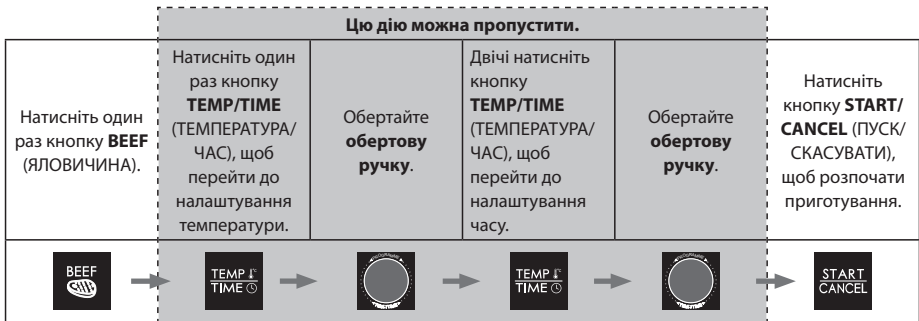 Цю дію можна пропустити.
Натисніть один
раз кнопку BEEF
(ЯЛОВИЧИНА).
Натисніть один
раз кнопку
TEMP/TIME
(ТЕМПЕРАТУРА/
ЧАС), щоб
перейти до
налаштування
температури.
Обертайте
обертову
ручку.
Двічі натисніть
кнопку
TEMP/TIME
(ТЕМПЕРАТУРА/
ЧАС), щоб
перейти до
налаштування
часу.
Обертайте
обертову
ручку.
Натисніть
кнопку START/
CANCEL (ПУСК/
СКАСУВАТИ),
щоб розпочати
приготування.
BEEF
TEMP
TIME
TEMP
TIME
START
CANCEL